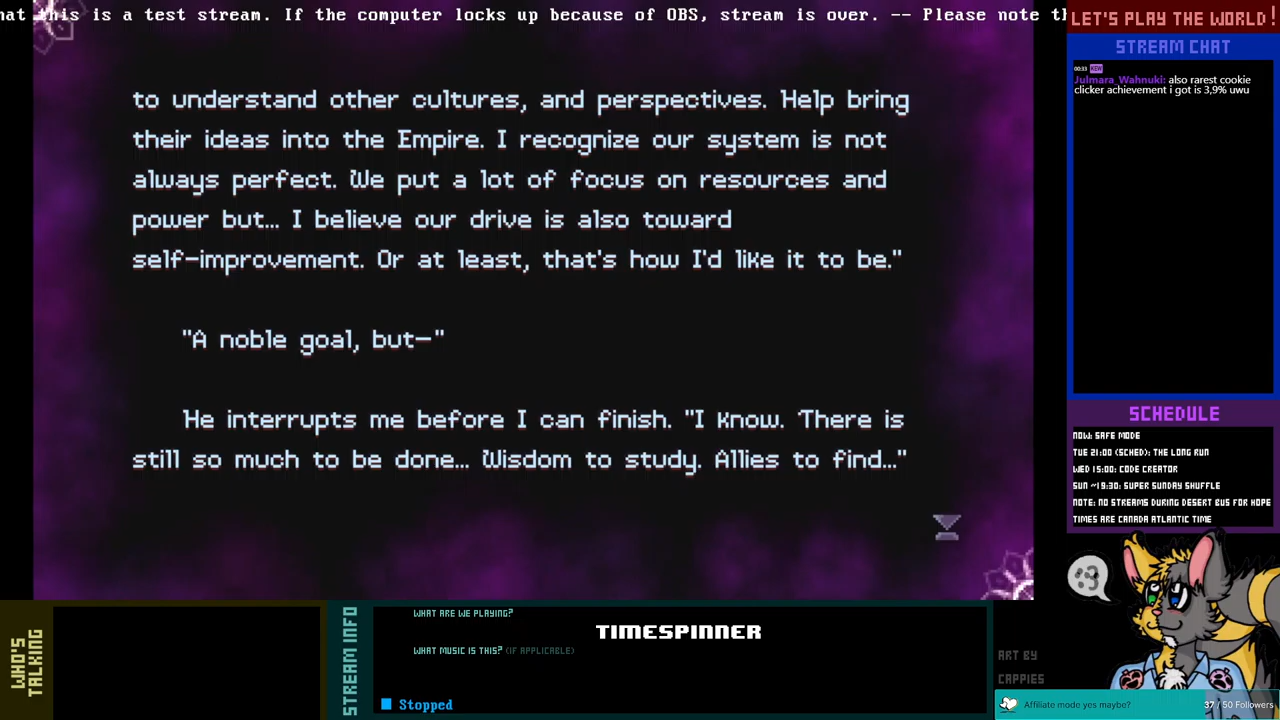 hat this is a test stream. If the computer locks up because of OBS, stream is over. -- Please note th
LET'S PLAY THE WORLD!
STREAM CHAT
00:33 KEW
Julmara_Wahnuki: also rarest cookie
clicker achievement i got is 3,9% uwu
to understand other cultures, and perspectives. Help bring
their ideas into the Empire. I recognize our system is not
always perfect. We put a lot of focus on resources and
power but... I believe our drive is also toward
self-improvement. Or at least, that's how I'd like it to be."
"A noble goal, but—"
He interrupts me before I can finish. "I know. There is
still so much to be done... Wisdom to study. Allies to find..."
SCHEDULE
NOW: SAFE MODE
TUE 21:00 (SCHED): THE LONG RUN
WED 15:00: CODE CREATOR
SUN ~19:30: SUPER SUNDAY SHUFFLE
NOTE: NO STREAMS DURING DESERT BUS FOR HOPE
TIMES ARE CANADA ATLANTIC TIME
:3
WHO'S
TALKING
STREAM INFO
WHAT ARE WE PLAYING?
TIMESPINNER
WHAT MUSIC IS THIS? (IF APPLICABLE)
Stopped
ART BY
CAPPIES
Affiliate mode yes maybe?
37 / 50 Followers